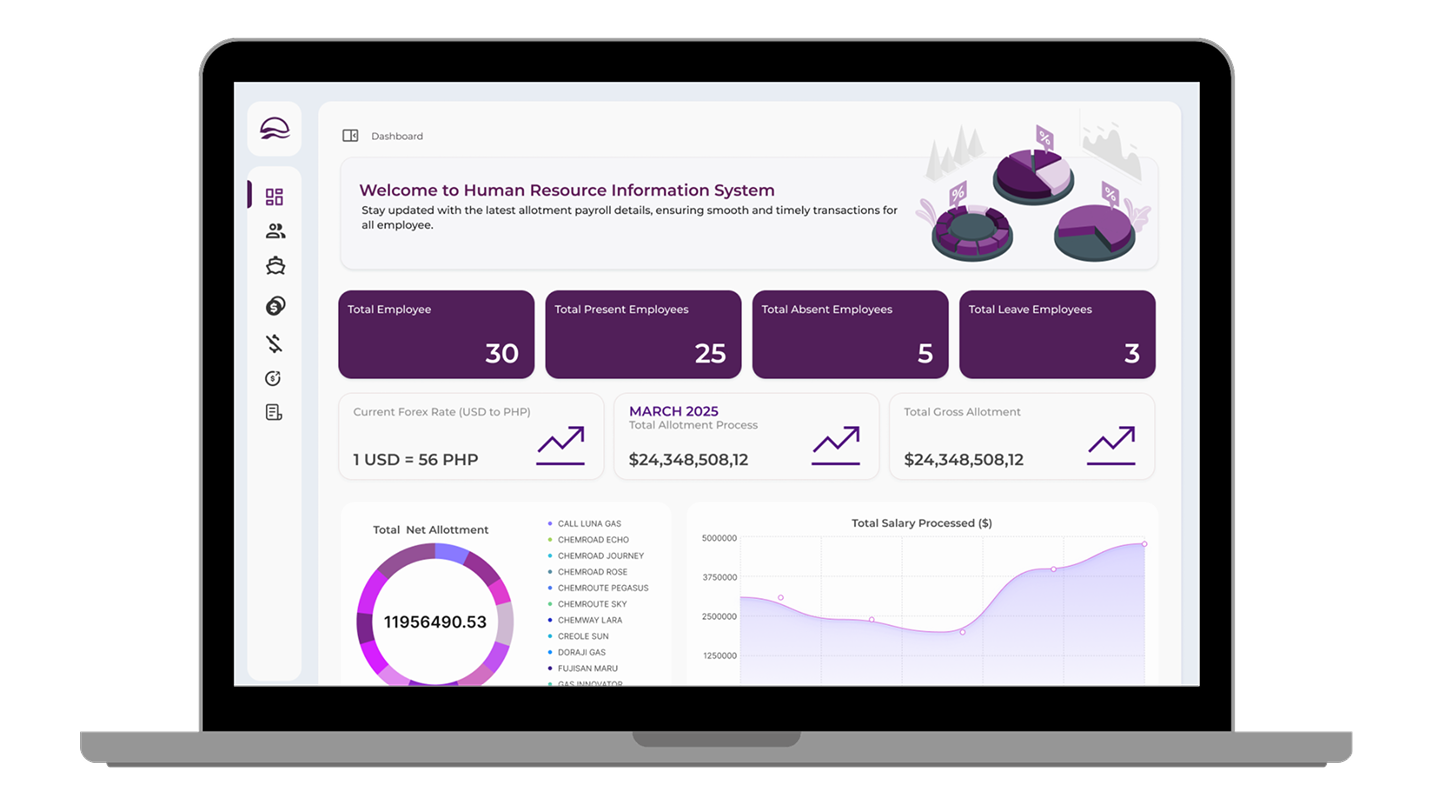 Dashboard
Welcome to Human Resource Information System
Stay updated with the latest allotment payroll details, ensuring smooth and timely transactions for
all employee.
%
%
%
Total Employee
30
Total Present Employees
25
Total Absent Employees
5
Total Leave Employees
3
Current Forex Rate (USD to PHP)
1 USD = 56 PHP
MARCH 2025
Total Allotment Process
$24,348,508,12
Total Gross Allotment
$24,348,508,12
Total Net Allottment
11956490.53
CALL LUNA GAS
CHEMROAD ECHO
CHEMROAD JOURNEY
CHEMROAD ROSE
CHEMROUTE PEGASUS
CHEMROUTE SKY
CHEMWAY LARA
CREOLE SUN
DORAJI GAS
FUJISAN MARU
GAS INNOVATOR
Total Salary Processed ($)
5000000
3750000
2500000
1250000